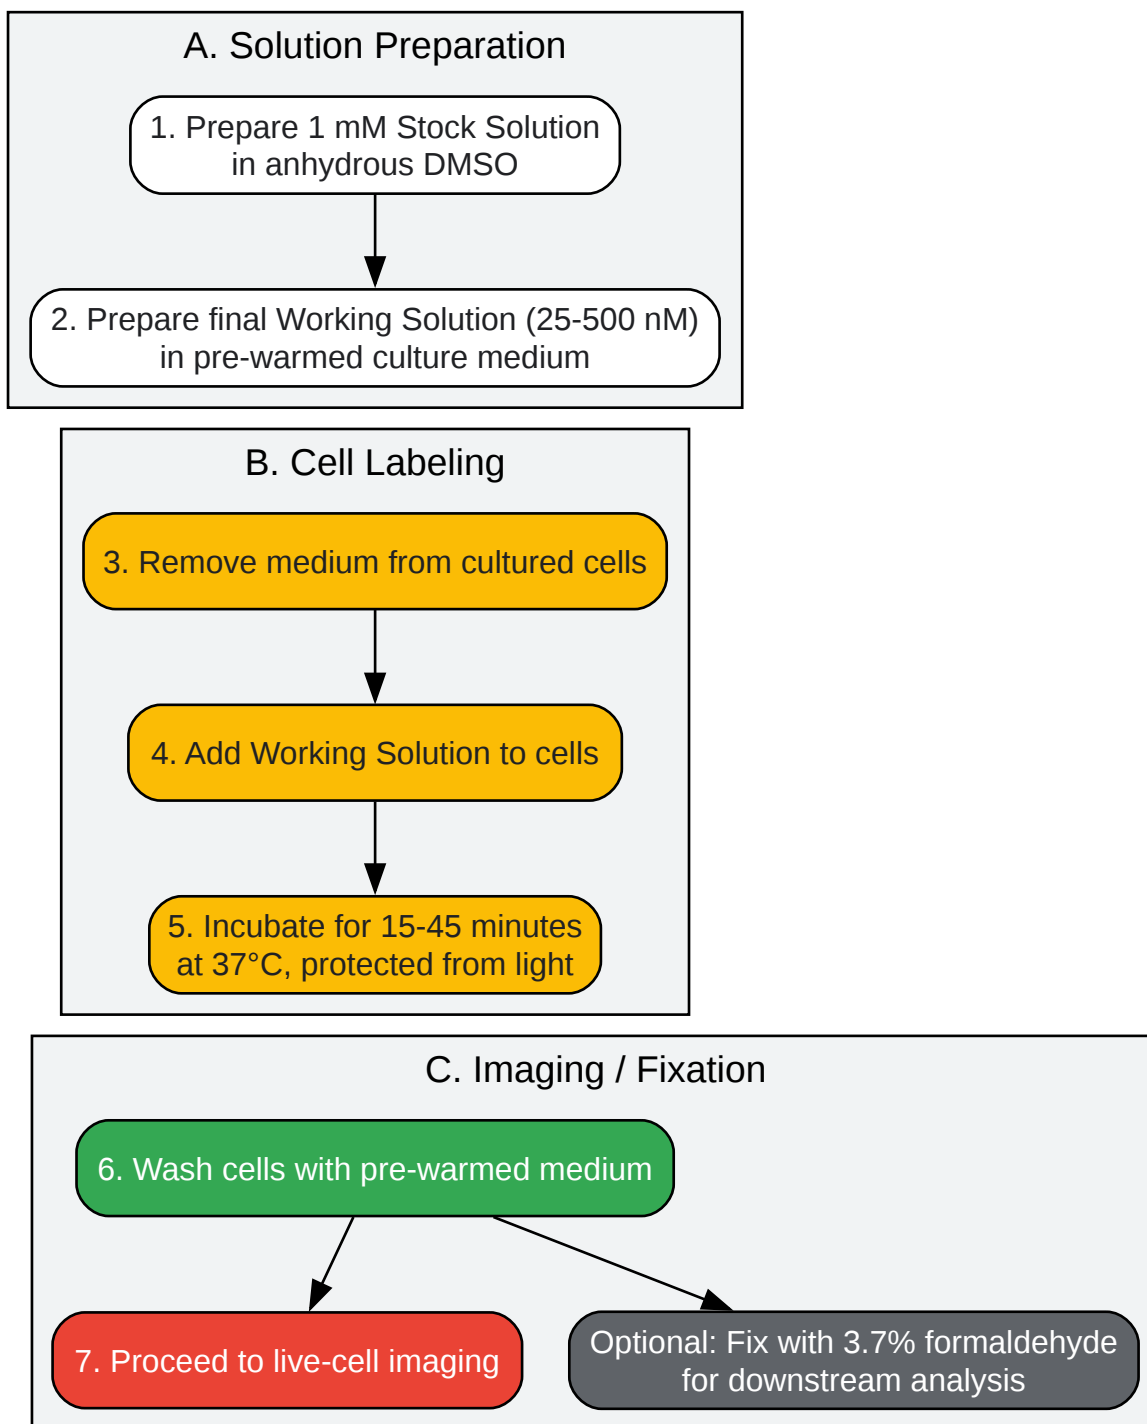 A. Solution Preparation
1. Prepare 1 mM Stock Solution
in anhydrous DMSO
2. Prepare final Working Solution (25-500 nM)
in pre-warmed culture medium
B. Cell Labeling
3. Remove medium from cultured cells
4. Add Working Solution to cells
5. Incubate for 15-45 minutes
at 37°C, protected from light
C. Imaging / Fixation
6. Wash cells with pre-warmed medium
7. Proceed to live-cell imaging
Optional: Fix with 3.7% formaldehyde
for downstream analysis